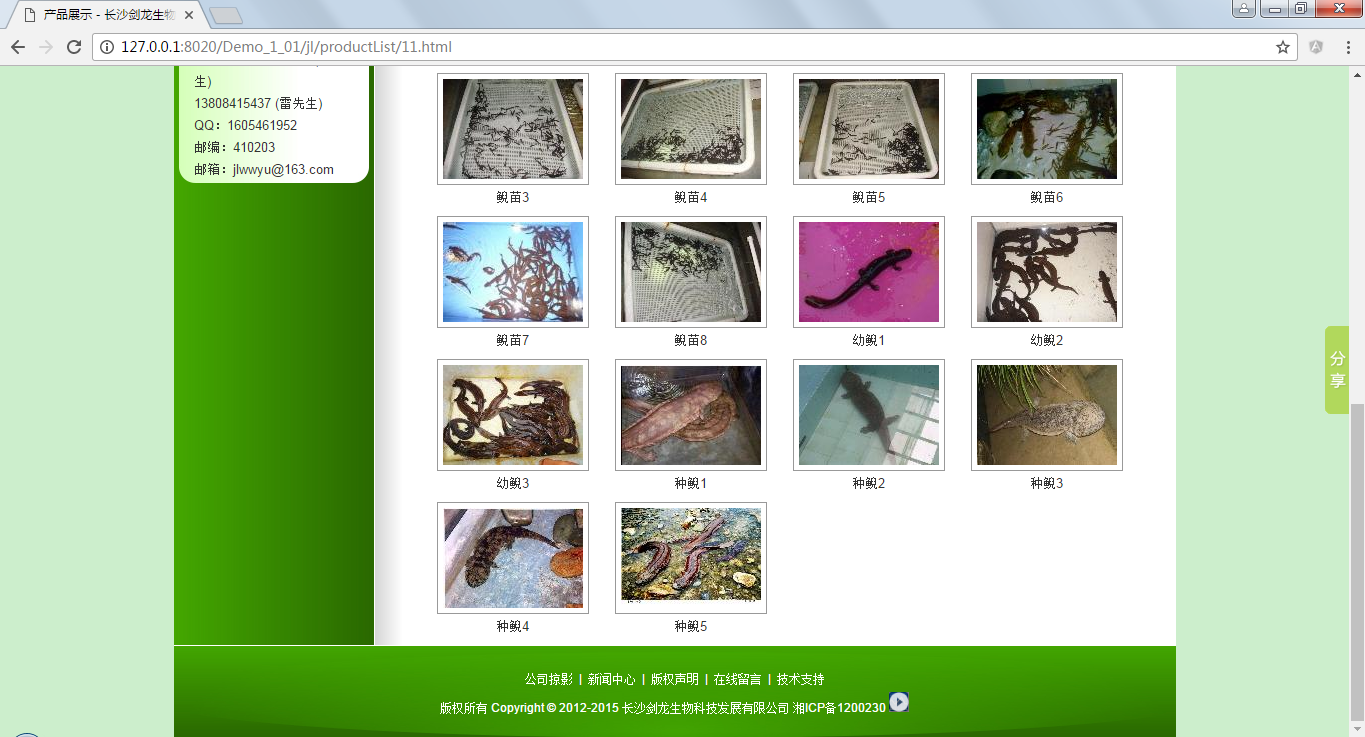 产品展示 - 长沙剑龙生物
127.0.0.1:8020/Demo_1_01/jl/productList/11.html
生)
13808415437 (雷先生)
QQ：1605461952
邮编：410203
邮箱：jlwwyu@163.com
鲵苗3 鲵苗4 鲵苗5 鲵苗6
鲵苗7 鲵苗8 幼鲵1 幼鲵2
幼鲵3 种鲵1 种鲵2 种鲵3
种鲵4 种鲵5
分
享
公司掠影 | 新闻中心 | 版权声明 | 在线留言 | 技术支持
版权所有 Copyright © 2012-2015 长沙剑龙生物科技发展有限公司 湘ICP备1200230